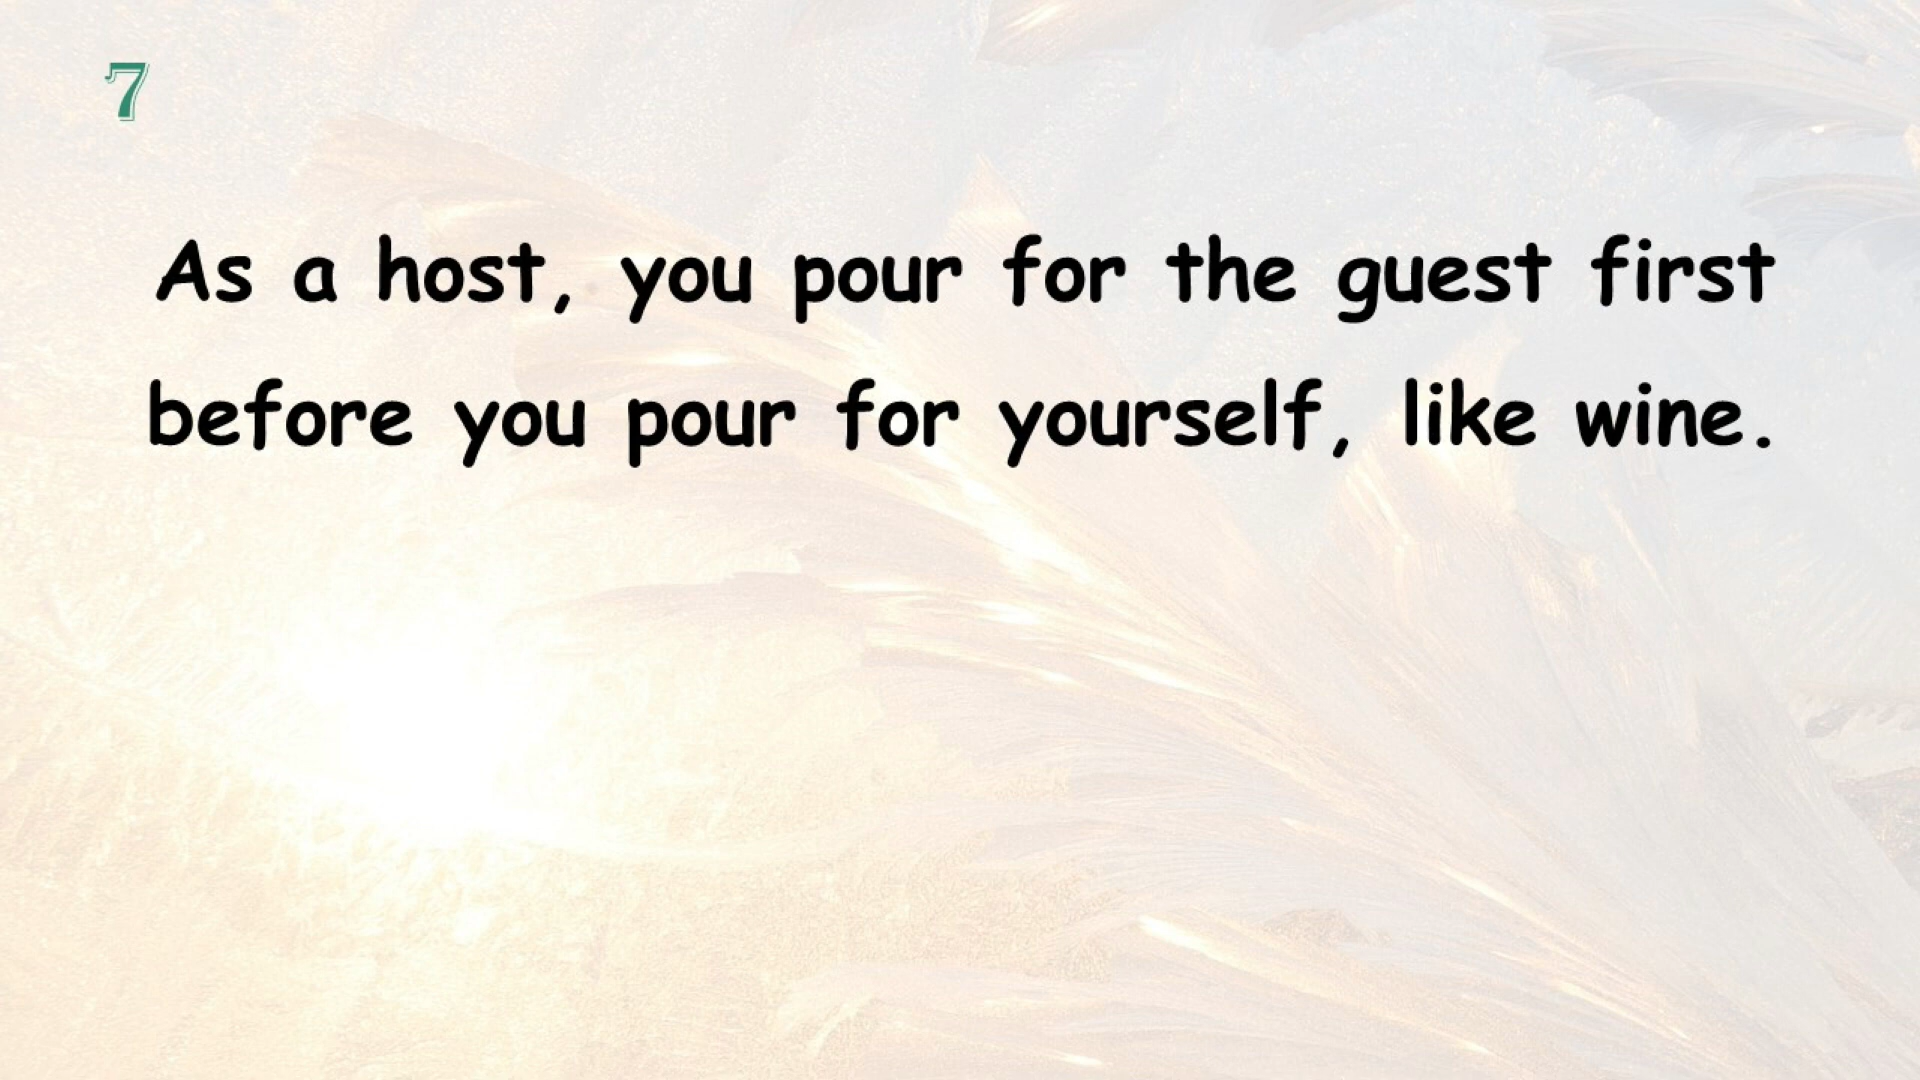 7
As a host, you pour for the guest first
before you pour for yourself, like wine.